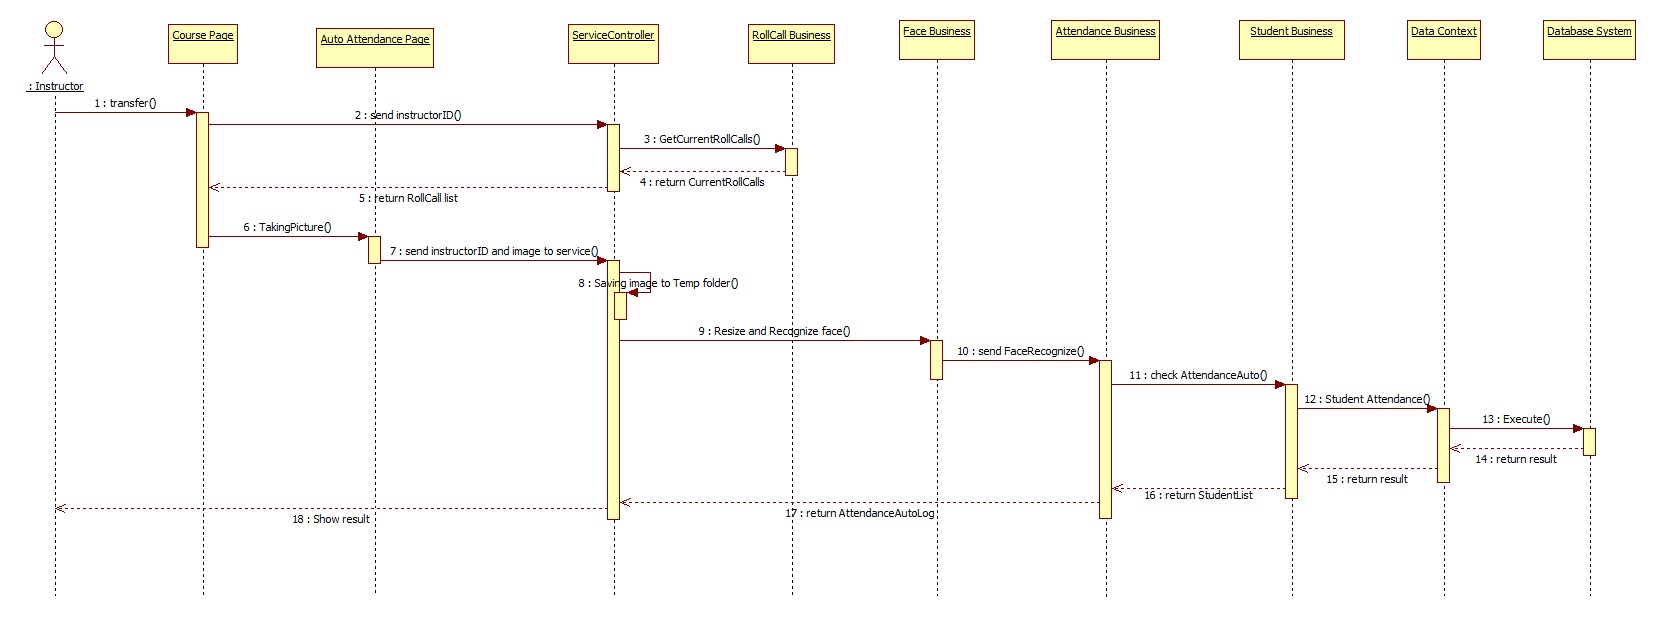 Course Page
Auto Attendance Page
ServiceController
RollCall Business
Face Business
Attendance Business
Student Business
Data Context
Database System
: Instructor
1 : transfer()
2 : send instructorID()
3 : GetCurrentRollCalls()
4 : return CurrentRollCalls
5 : return RollCall list
6 : TakingPicture()
7 : send instructorID and image to service()
8 : Saving image to Temp folder()
9 : Resize and Recognize face()
10 : send FaceRecognize()
11 : check AttendanceAuto()
12 : Student Attendance()
13 : Execute()
14 : return result
15 : return result
16 : return StudentList
17 : return AttendanceAutoLog
18 : Show result